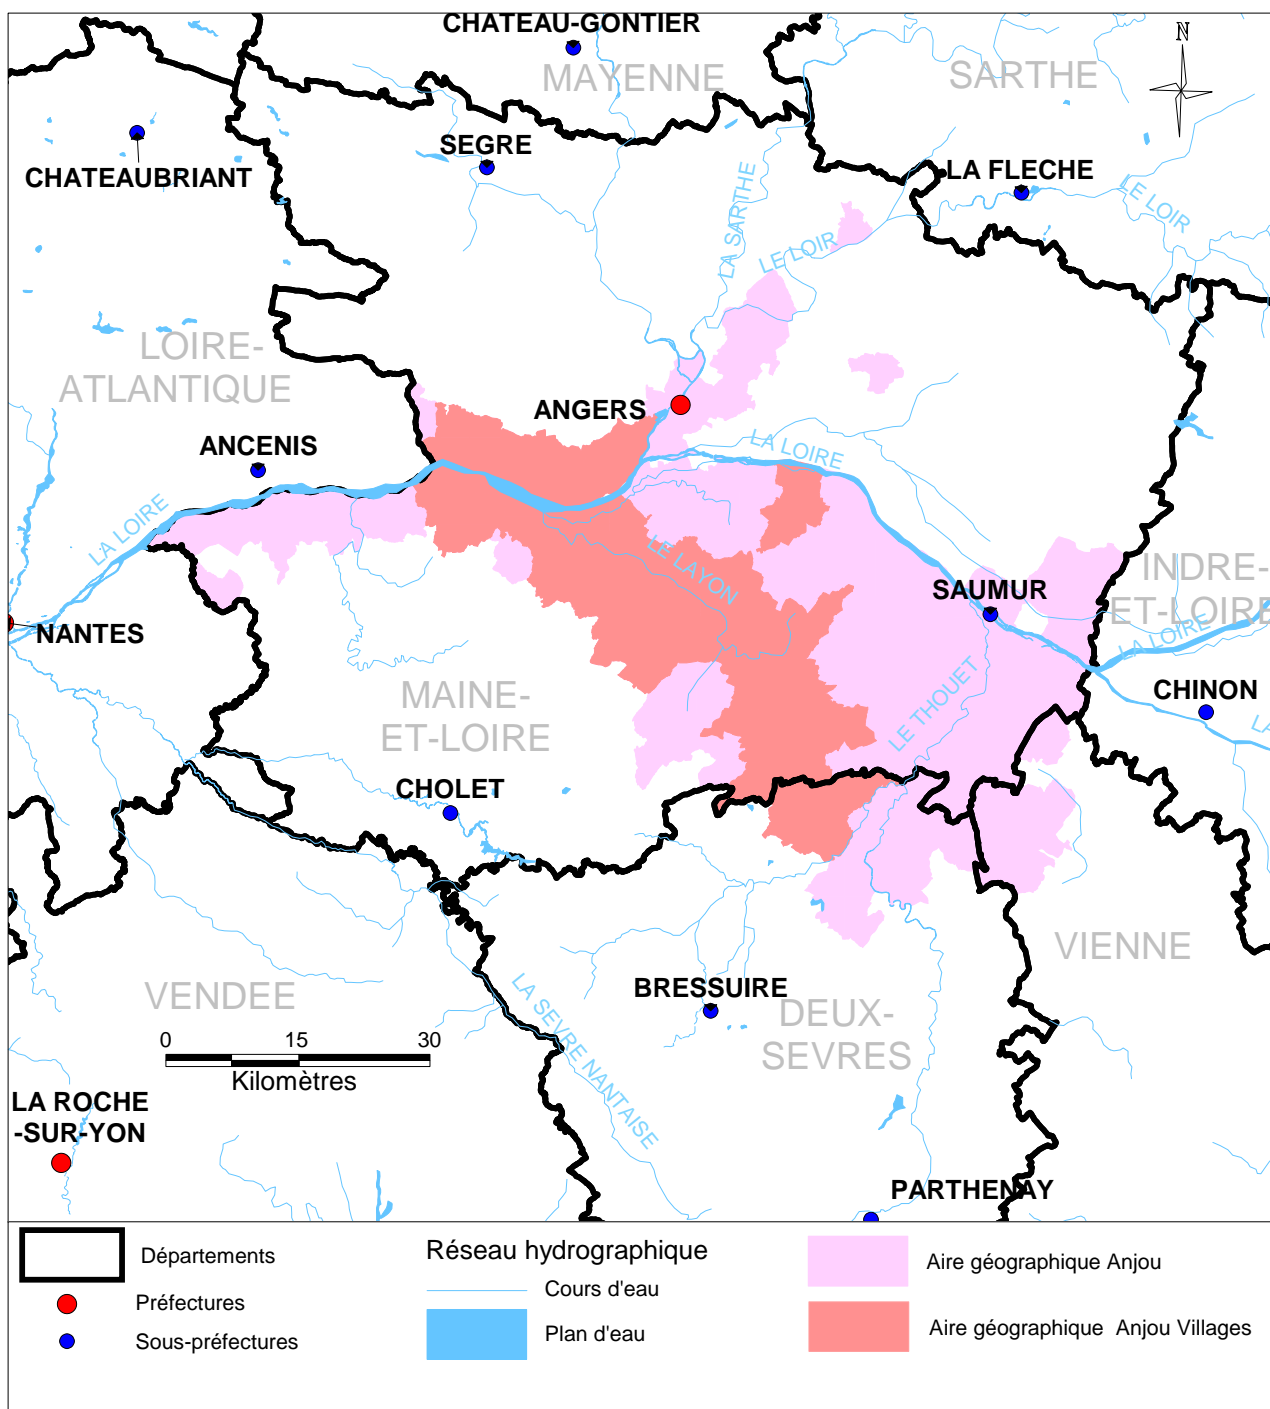 CHATEAU-GONTIER
MAYENNE
SARTHE
N
CHATEAUBRIANT
SEGRE
LA FLECHE
LE LOIR
LA SARTHE
LE LOIR
LOIRE-
ATLANTIQUE
ANGERS
ANCENIS
LA LOIRE
LA LOIRE
LE LAYON
SAUMUR
INDRE-
ET-LOIRE
LA LOIRE
NANTES
MAINE-
ET-LOIRE
LE THOUET
CHINON
LA
CHOLET
VIENNE
VENDEE
LA SEVRE NANTAISE
BRESSUIRE
DEUX-
SEVRES
0 15 30
Kilomètres
LA ROCHE
-SUR-YON
PARTHENAY
Départements
Préfectures
Sous-préfectures
Réseau hydrographique
Cours d'eau
Plan d'eau
Aire géographique Anjou
Aire géographique Anjou Villages